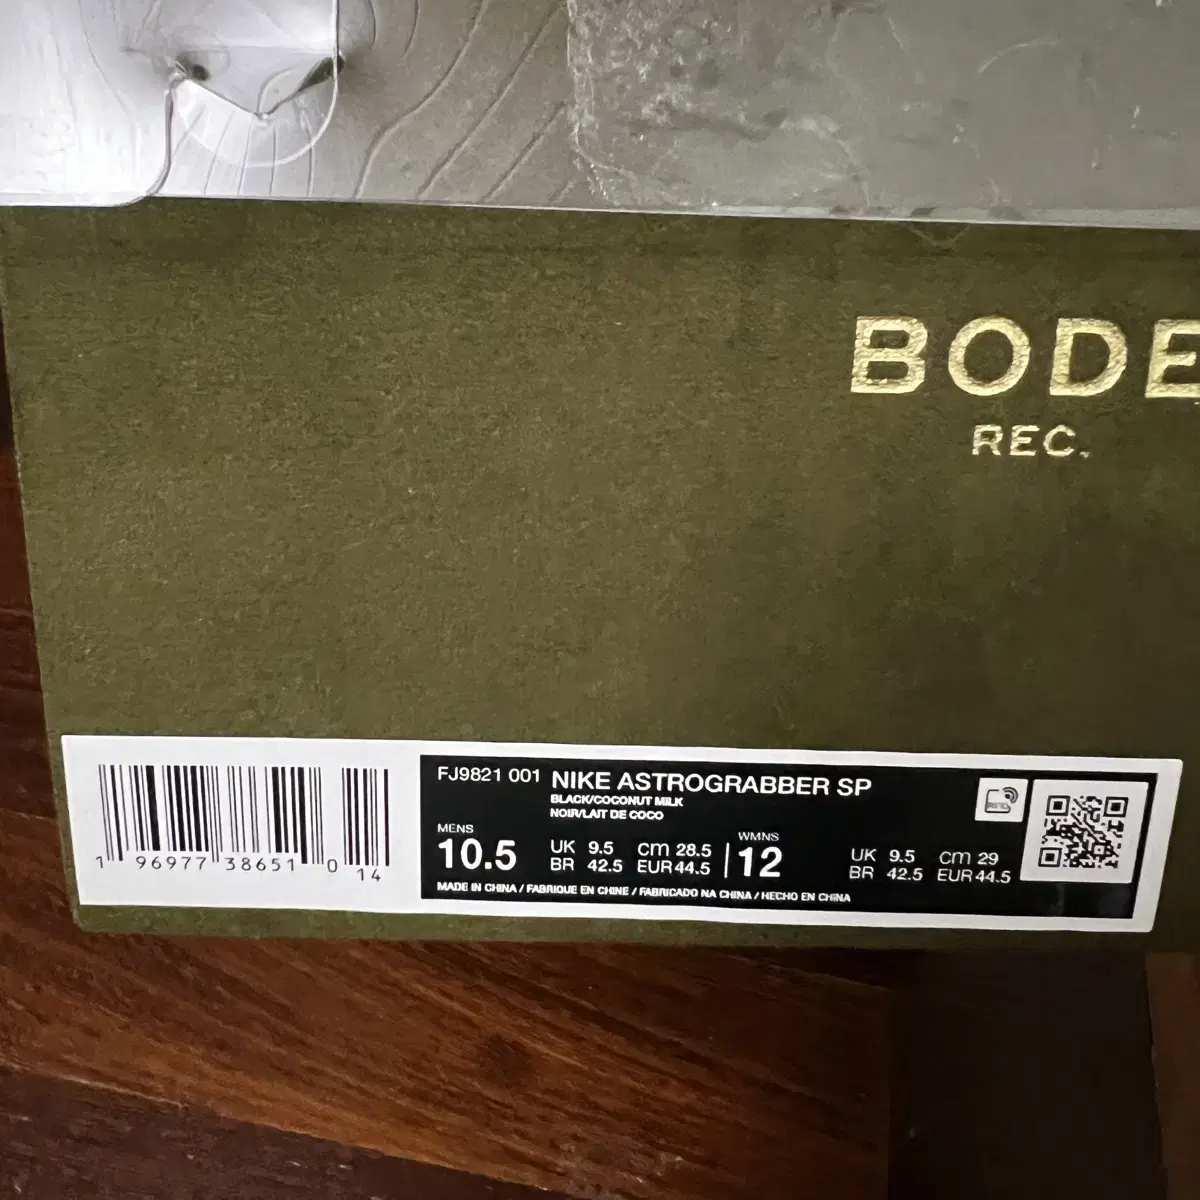 BODE
REC.
FJ9821 001 NIKE ASTROGRABBER SP
BLACK/COCONUT MILK
NOIR/LAIT DE COCO
MENS
10.5
UK 9.5 cm 28.5
BR 42.5 EUR 44.5
WMNS
12
UK 9.5 cm 29
BR 42.5 EUR 44.5
MADE IN CHINA / FABRIQUE EN CHINE / FABRICADO NA CHINA / HECHO EN CHINA
1 96977 38651 0 14